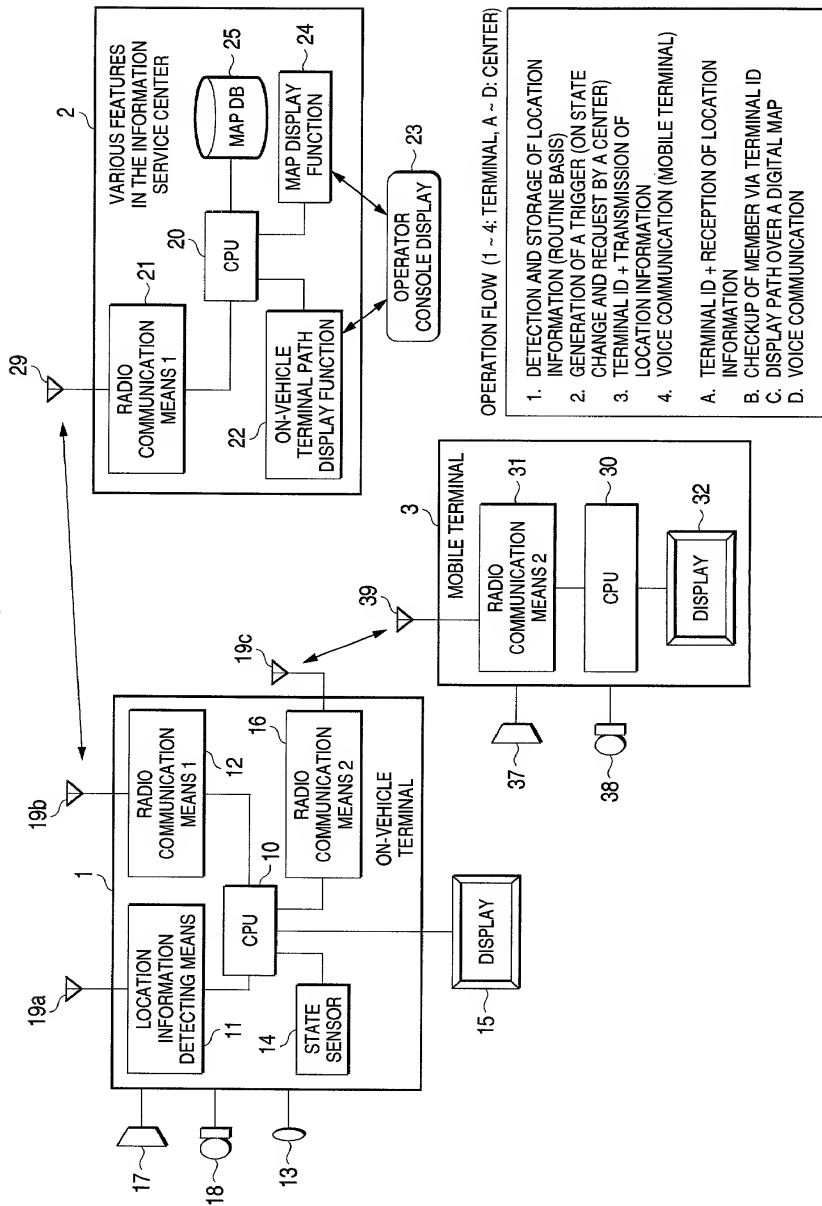 19a
19b
19c
1
LOCATION
INFORMATION
DETECTING MEANS
11
RADIO
COMMUNICATION
MEANS 1
12
CPU
10
STATE
SENSOR
14
RADIO
COMMUNICATION
MEANS 2
16
ON-VEHICLE
TERMINAL
17
18
13
DISPLAY
15
29
2
VARIOUS FEATURES
IN THE INFORMATION
SERVICE CENTER
RADIO
COMMUNICATION
MEANS 1
21
20
CPU
MAP DB
25
MAP DISPLAY
FUNCTION
24
ON-VEHICLE
TERMINAL PATH
DISPLAY FUNCTION
22
OPERATOR
CONSOLE DISPLAY
23
39
3
MOBILE TERMINAL
RADIO
COMMUNICATION
MEANS 2
31
CPU
30
DISPLAY
32
37
38
OPERATION FLOW (1 ~ 4: TERMINAL, A ~ D: CENTER)
1. DETECTION AND STORAGE OF LOCATION
INFORMATION (ROUTINE BASIS)
2. GENERATION OF A TRIGGER (ON STATE
CHANGE AND REQUEST BY A CENTER)
3. TERMINAL ID + TRANSMISSION OF
LOCATION INFORMATION
4. VOICE COMMUNICATION (MOBILE TERMINAL)
A. TERMINAL ID + RECEPTION OF LOCATION
INFORMATION
B. CHECKUP OF MEMBER VIA TERMINAL ID
C. DISPLAY PATH OVER A DIGITAL MAP
D. VOICE COMMUNICATION